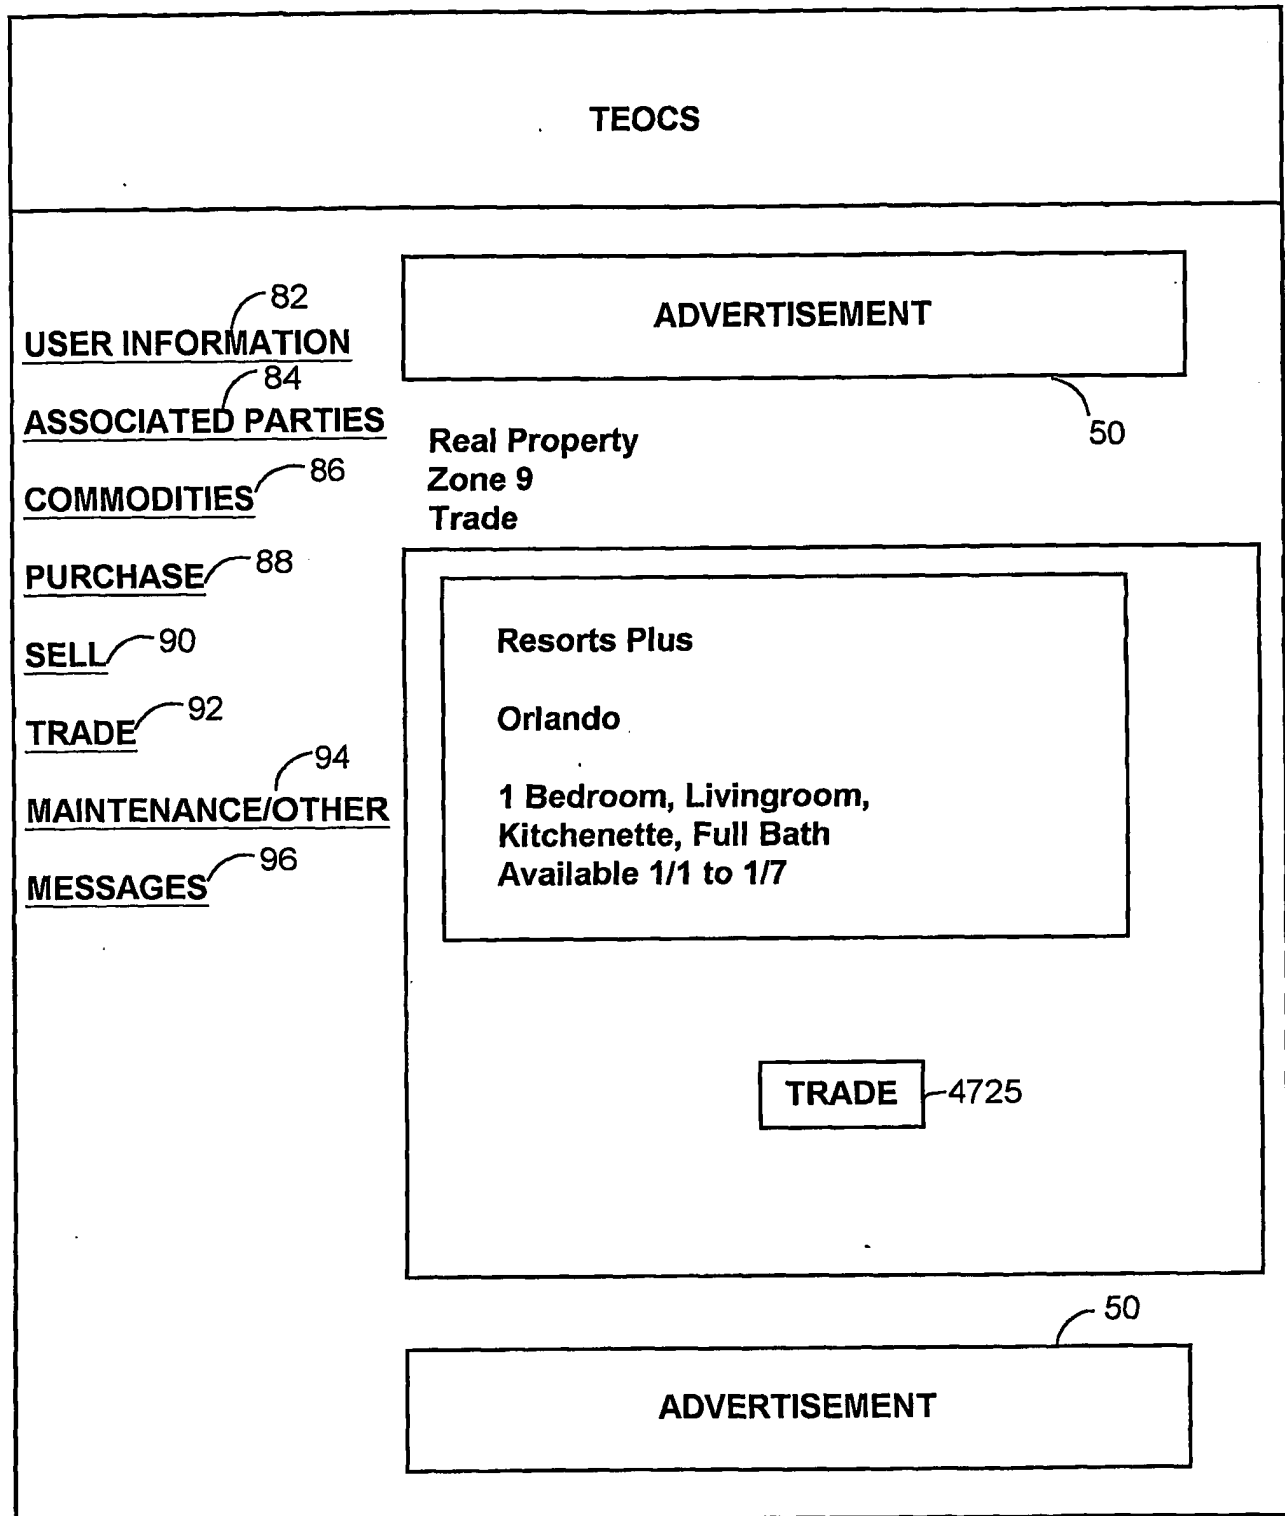 TEOCS
82
USER INFORMATION
84
ASSOCIATED PARTIES
86
COMMODITIES
88
PURCHASE
90
SELL
92
TRADE
94
MAINTENANCE/OTHER
96
MESSAGES
ADVERTISEMENT
50
Real Property
Zone 9
Trade
Resorts Plus
Orlando
1 Bedroom, Livingroom,
Kitchenette, Full Bath
Available 1/1 to 1/7
TRADE 4725
50
ADVERTISEMENT